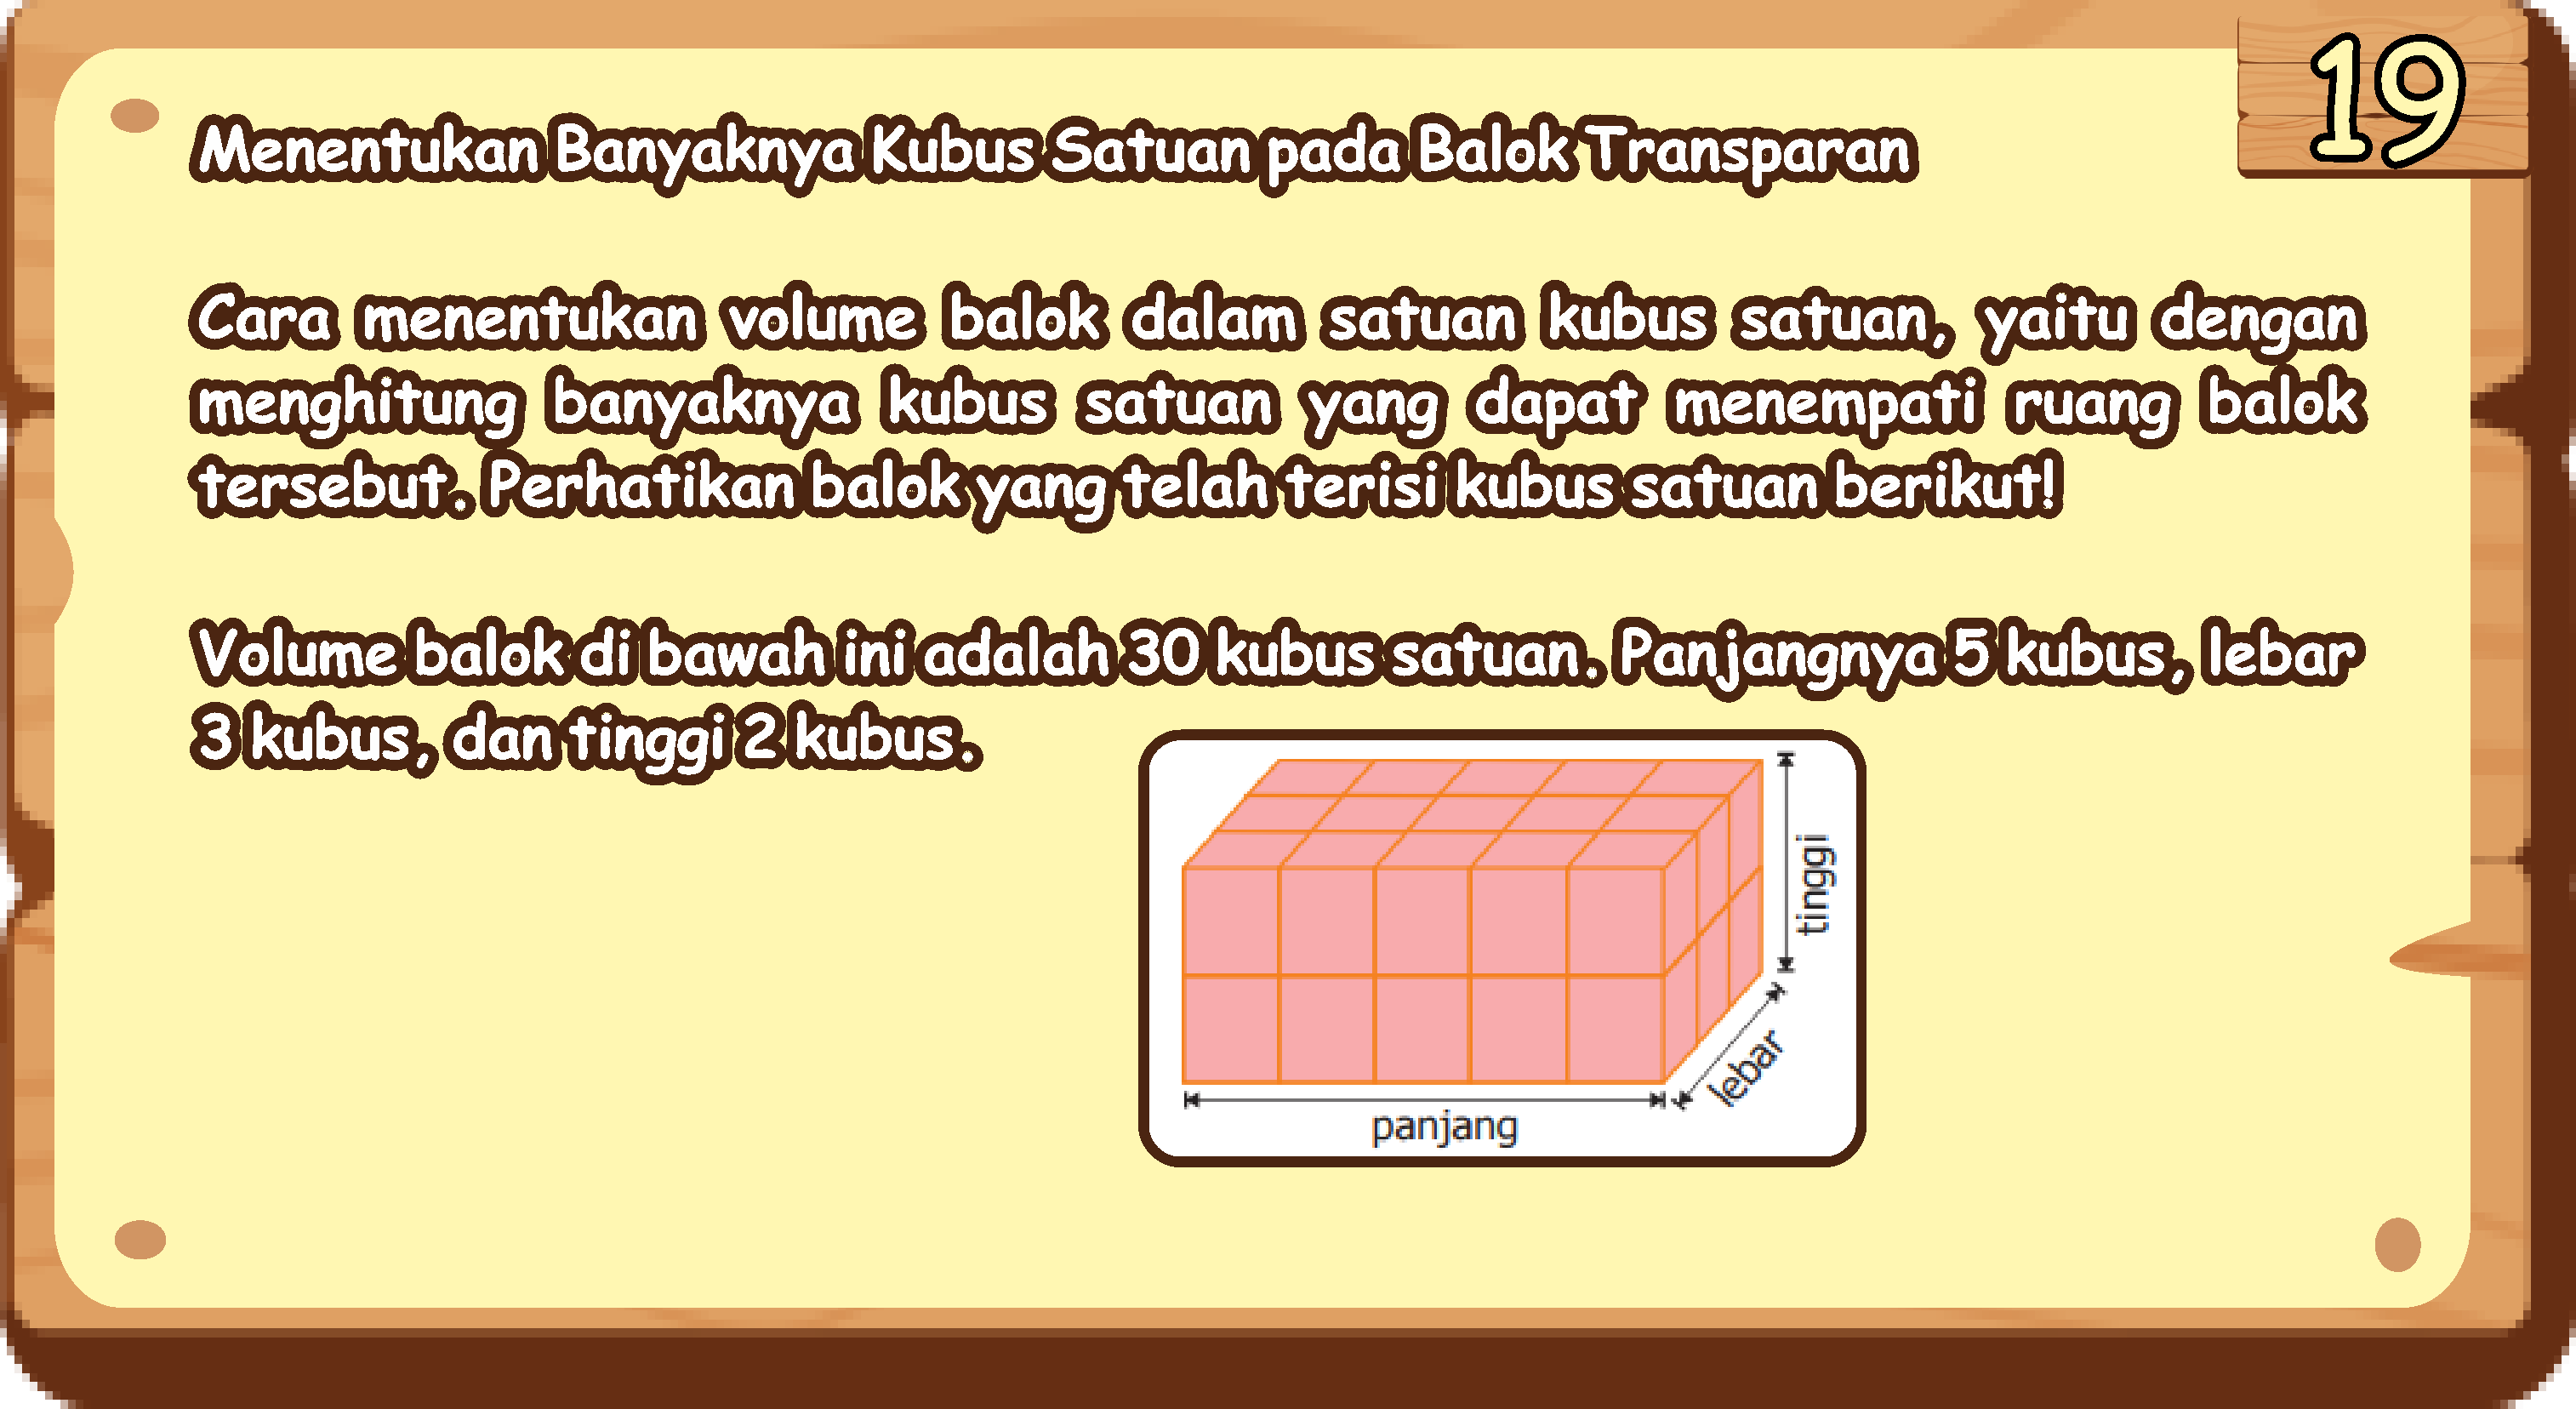 19
Menentukan Banyaknya Kubus Satuan pada Balok Transparan
Cara menentukan volume balok dalam satuan kubus satuan, yaitu dengan
menghitung banyaknya kubus satuan yang dapat menempati ruang balok
tersebut. Perhatikan balok yang telah terisi kubus satuan berikut!
Volume balok di bawah ini adalah 30 kubus satuan. Panjangnya 5 kubus, lebar
3 kubus, dan tinggi 2 kubus.
tinggi
lebar
panjang